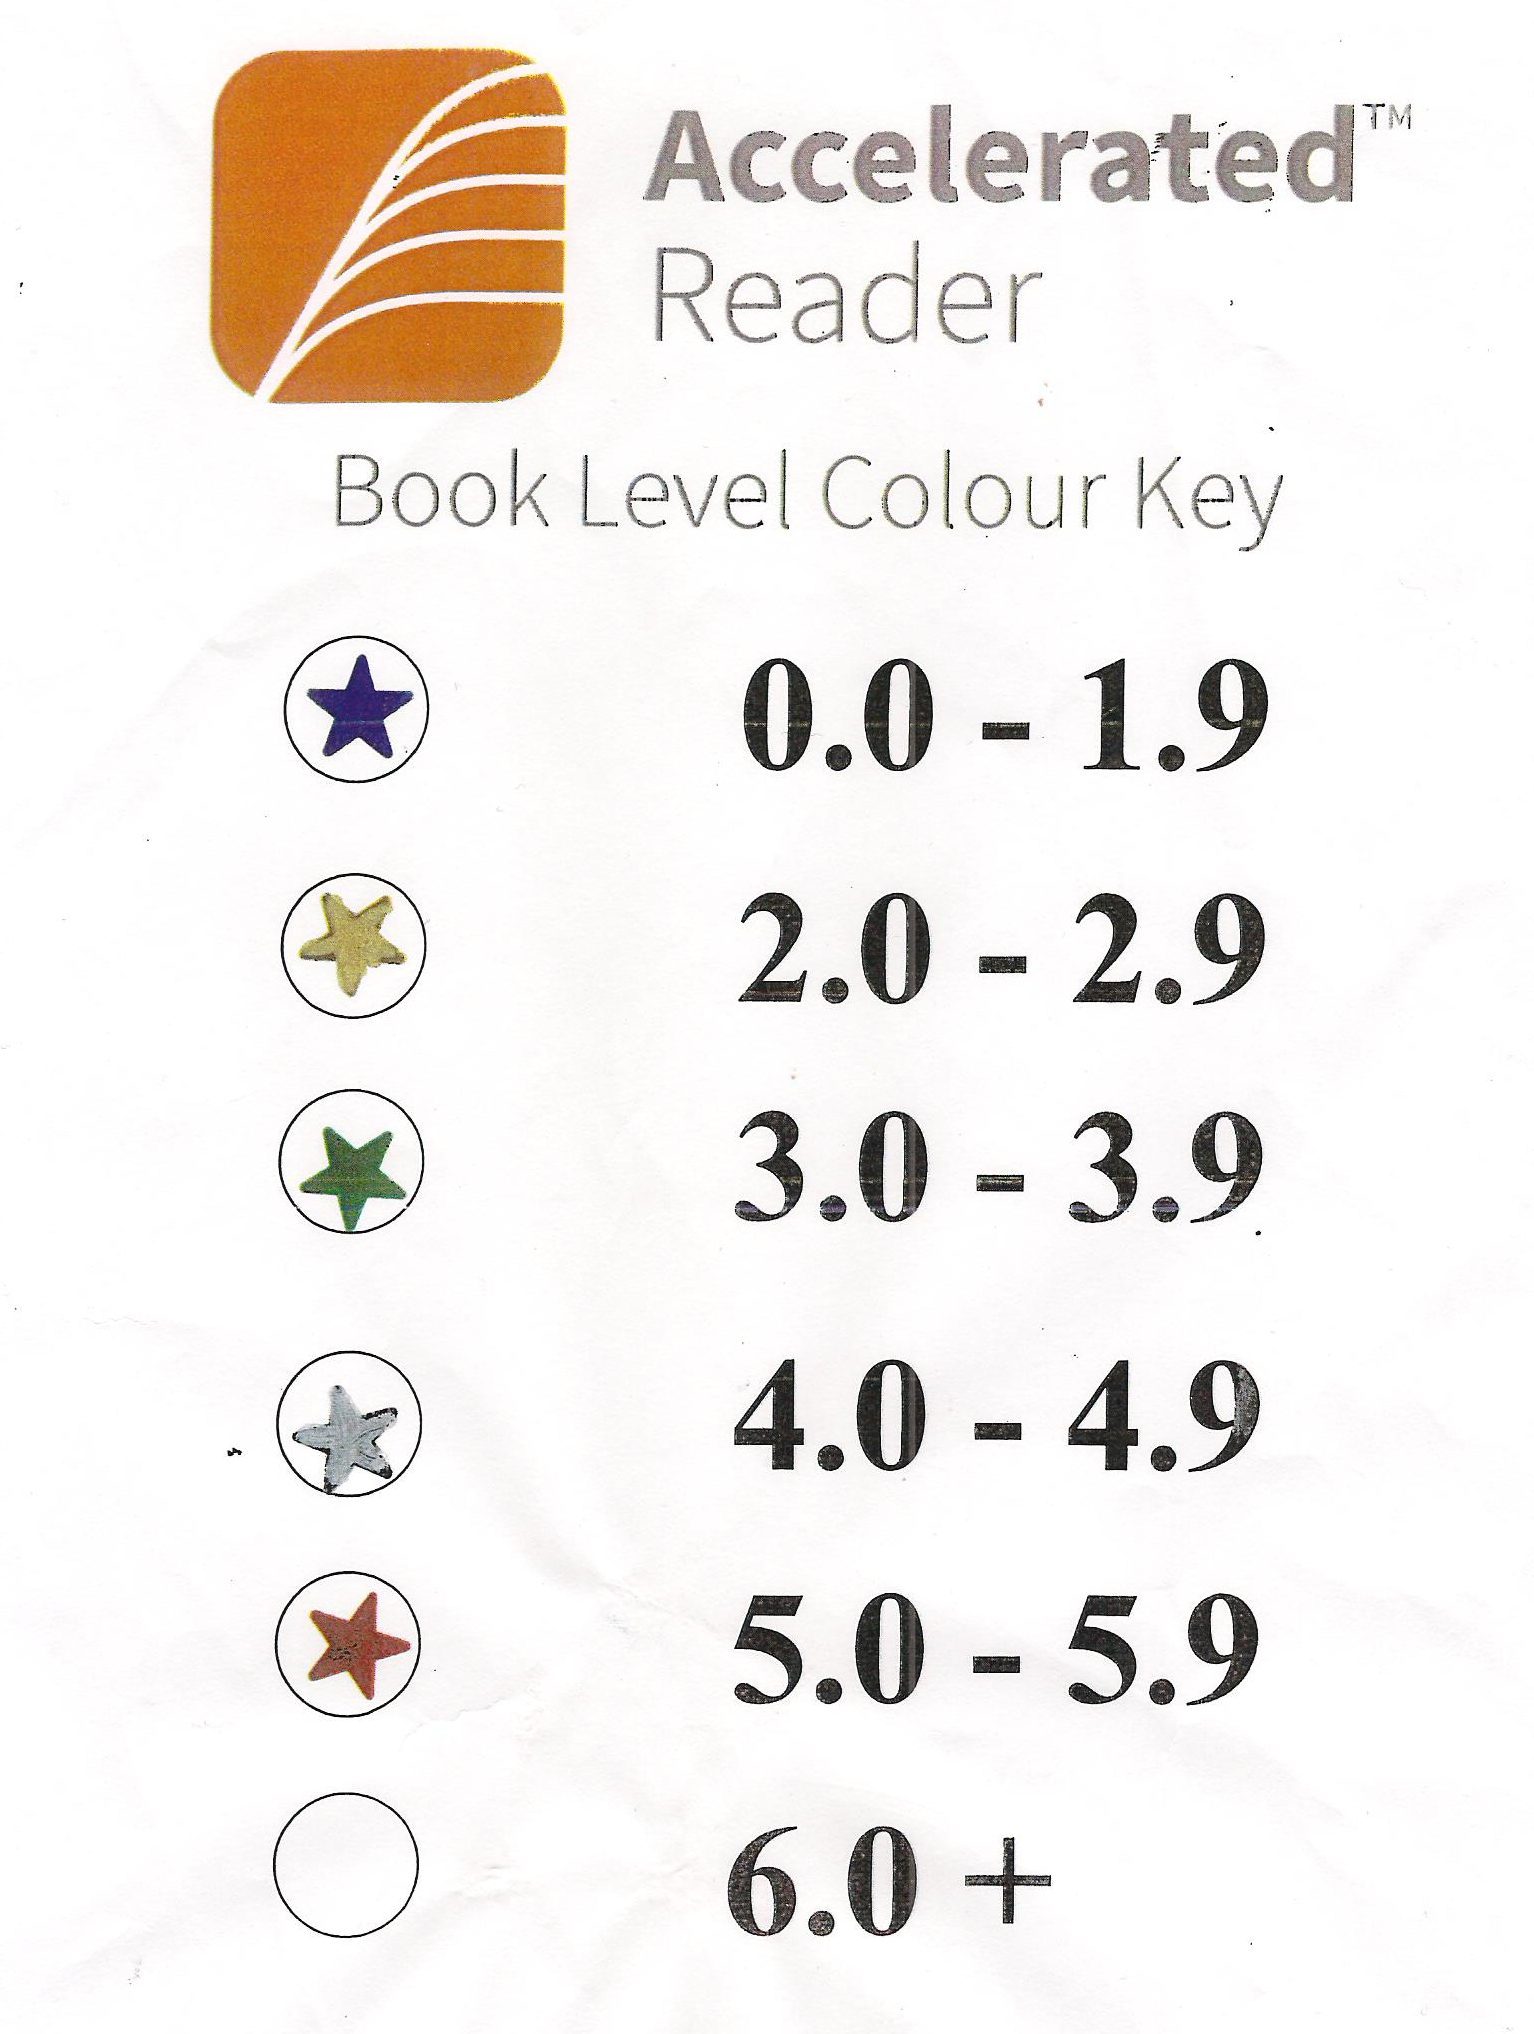 Accelerated™
Reader
Book Level Colour Key
0.0 - 1.9
2.0 - 2.9
3.0 - 3.9
4.0 - 4.9
5.0 - 5.9
6.0 +